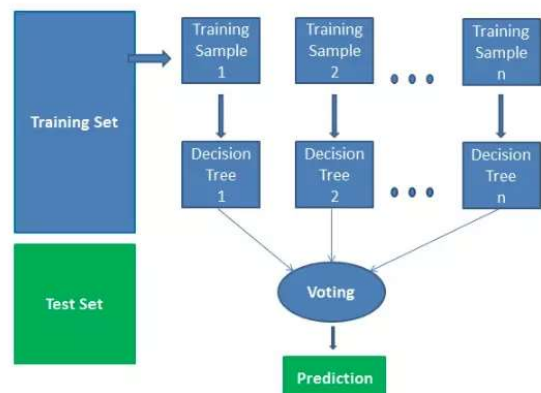 Training Set
Training
Sample
1
Training
Sample
2
Training
Sample
n
Decision
Tree
1
Decision
Tree
2
Decision
Tree
n
Test Set
Voting
Prediction